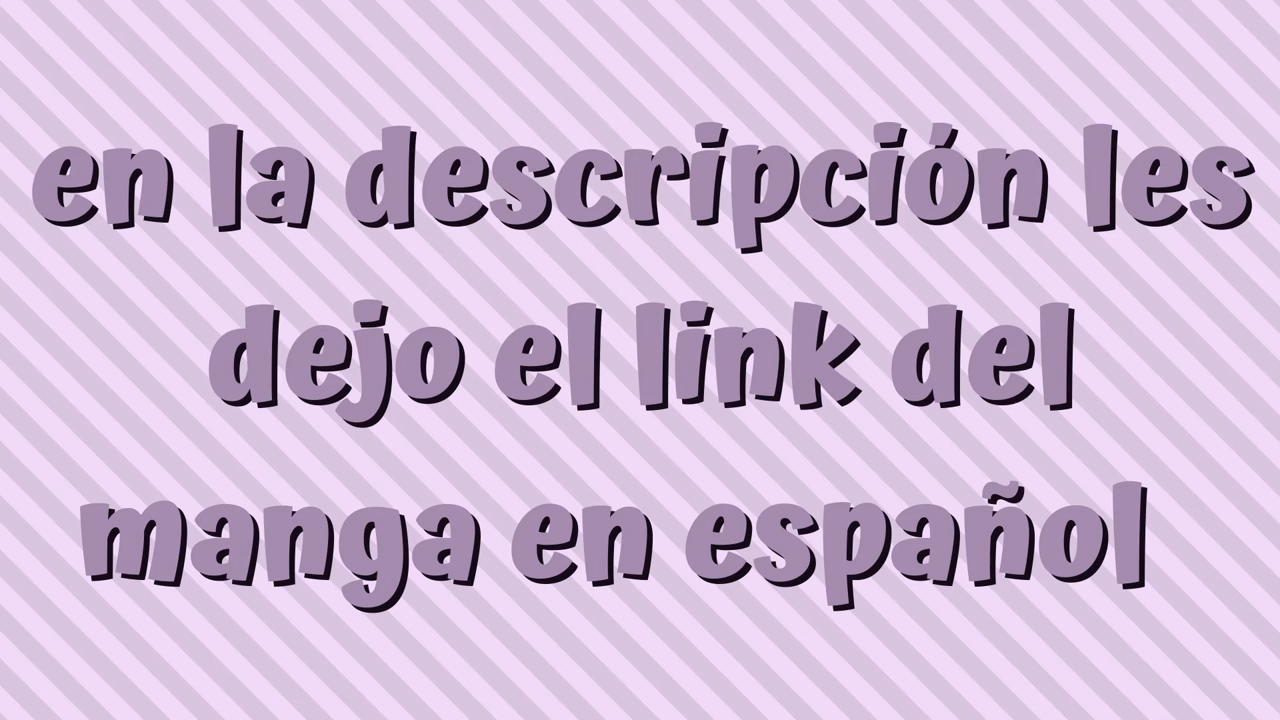 en la descripción les
dejo el link del
manga en español